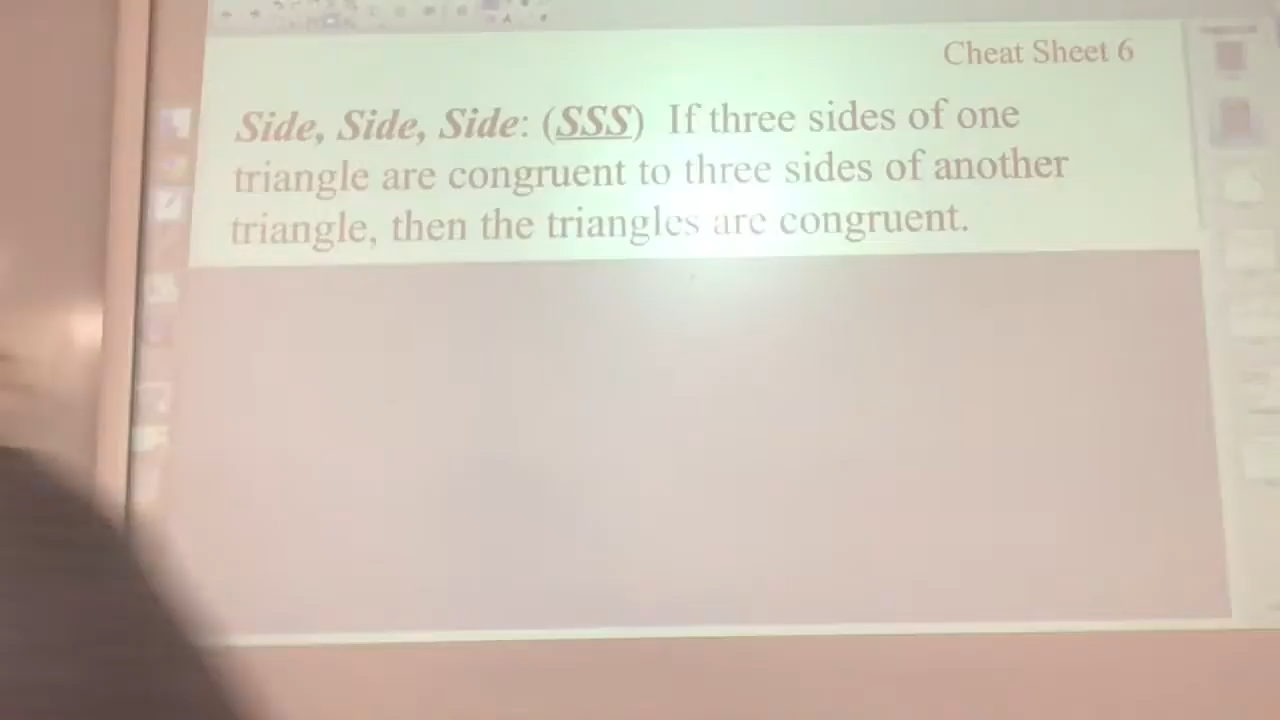 Cheat Sheet 6
Side, Side, Side: (SSS) If three sides of one
triangle are congruent to three sides of another
triangle, then the triangles are congruent.